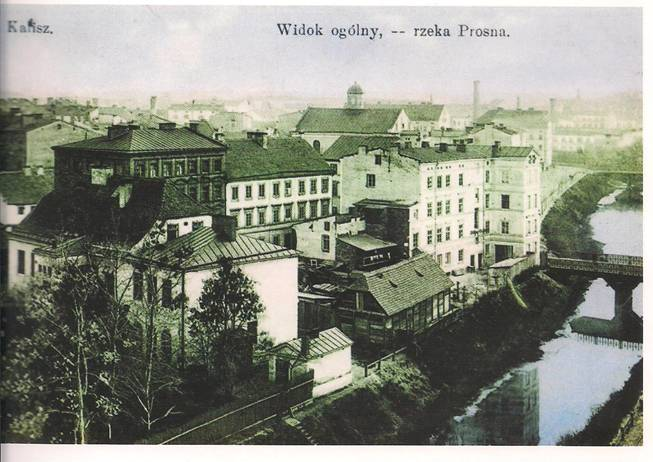 Kalisz.
Widok ogólny, -- rzeka Prosna.